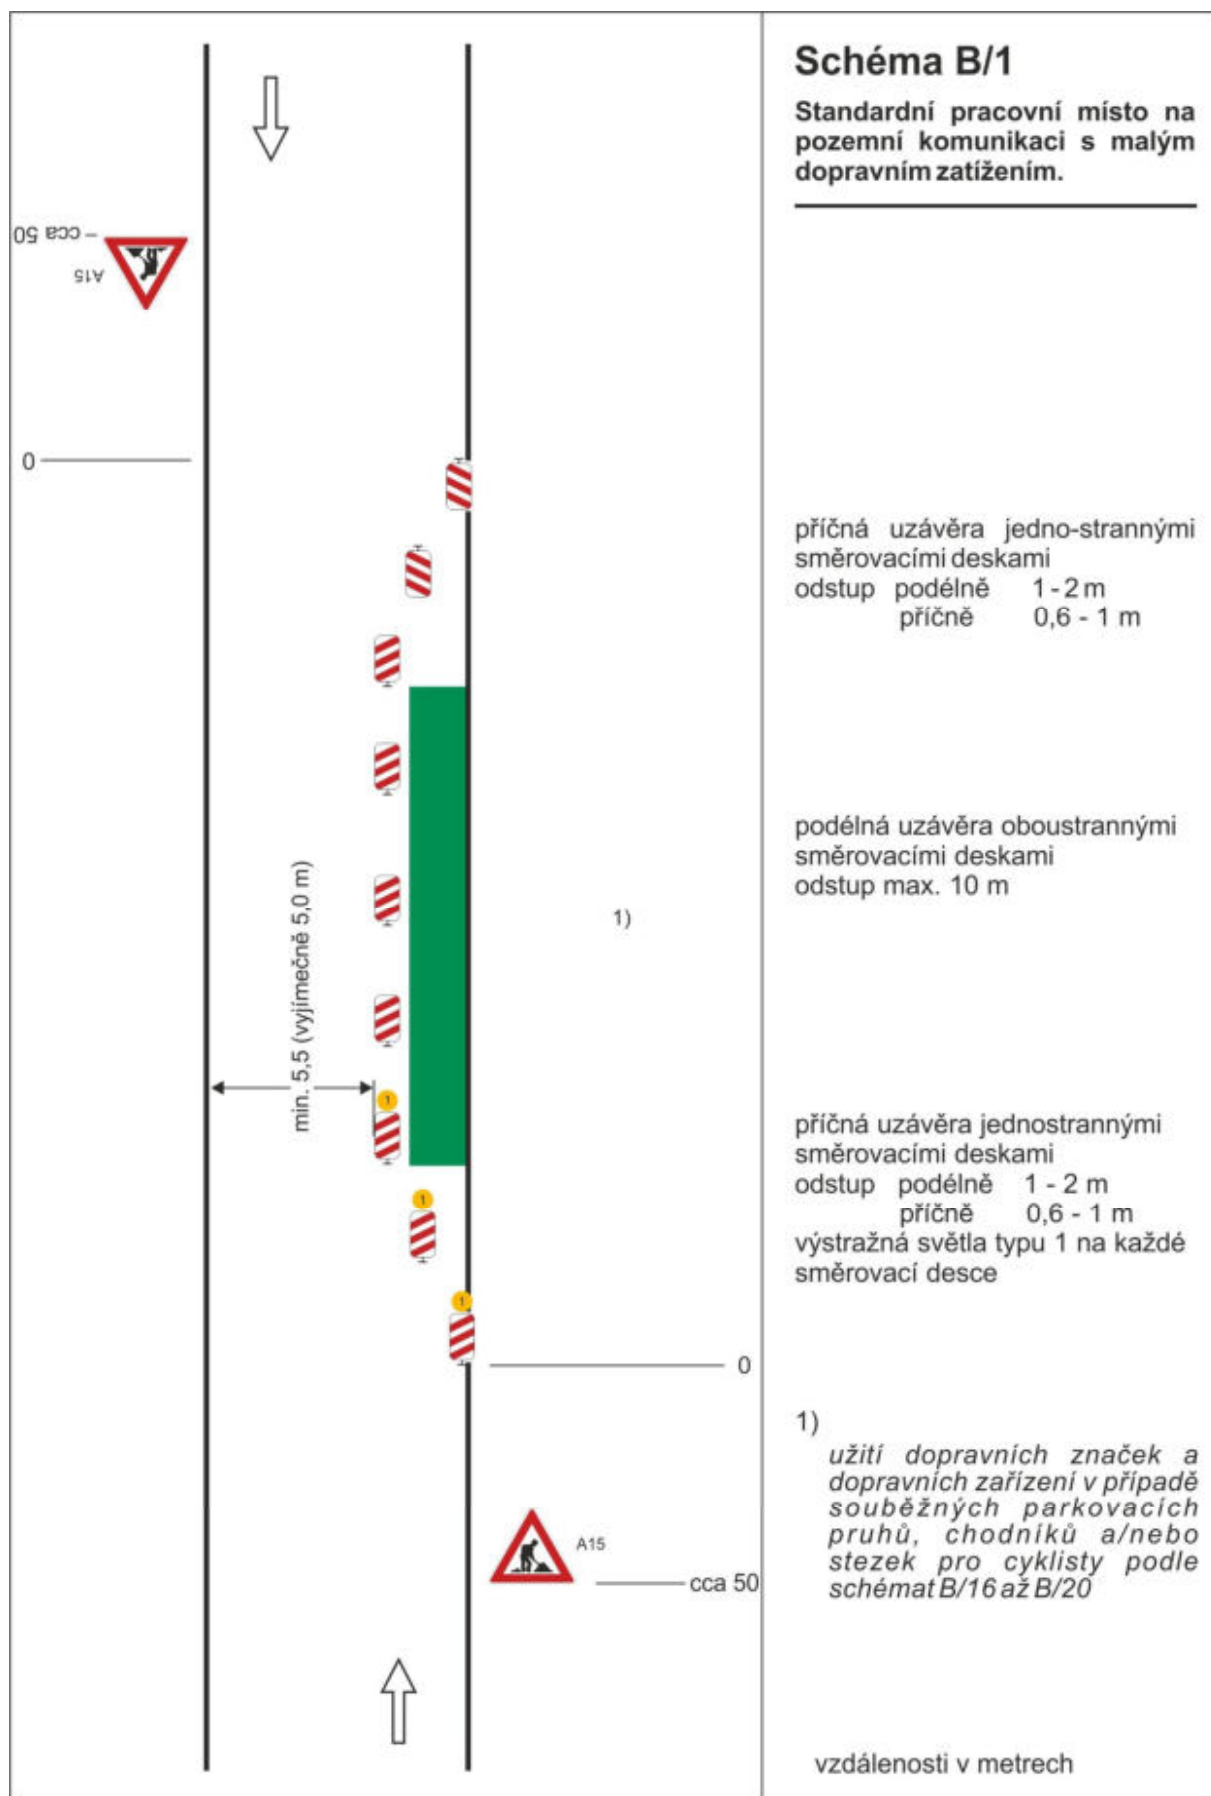 Schéma B/1
Standardní pracovní místo na
pozemní komunikaci s malým
dopravním zatížením.
cca 50
A15
0
příčná uzávěra jedno-strannými
směrovacími deskami
odstup podélně 1 - 2 m
příčně 0,6 - 1 m
podélná uzávěra oboustrannými
směrovacími deskami
odstup max. 10 m
1)
min. 5,5 (vyjímečně 5,0 m)
1
1
1
příčná uzávěra jednostrannými
směrovacími deskami
odstup podélně 1 - 2 m
příčně 0,6 - 1 m
výstražná světla typu 1 na každé
směrovací desce
0
A15
cca 50
1)
užití dopravních značek a
dopravních zařízení v případě
souběžných parkovacích
pruhů, chodníků a/nebo
stezek pro cyklisty podle
schémat B/16 až B/20
vzdálenosti v metrech